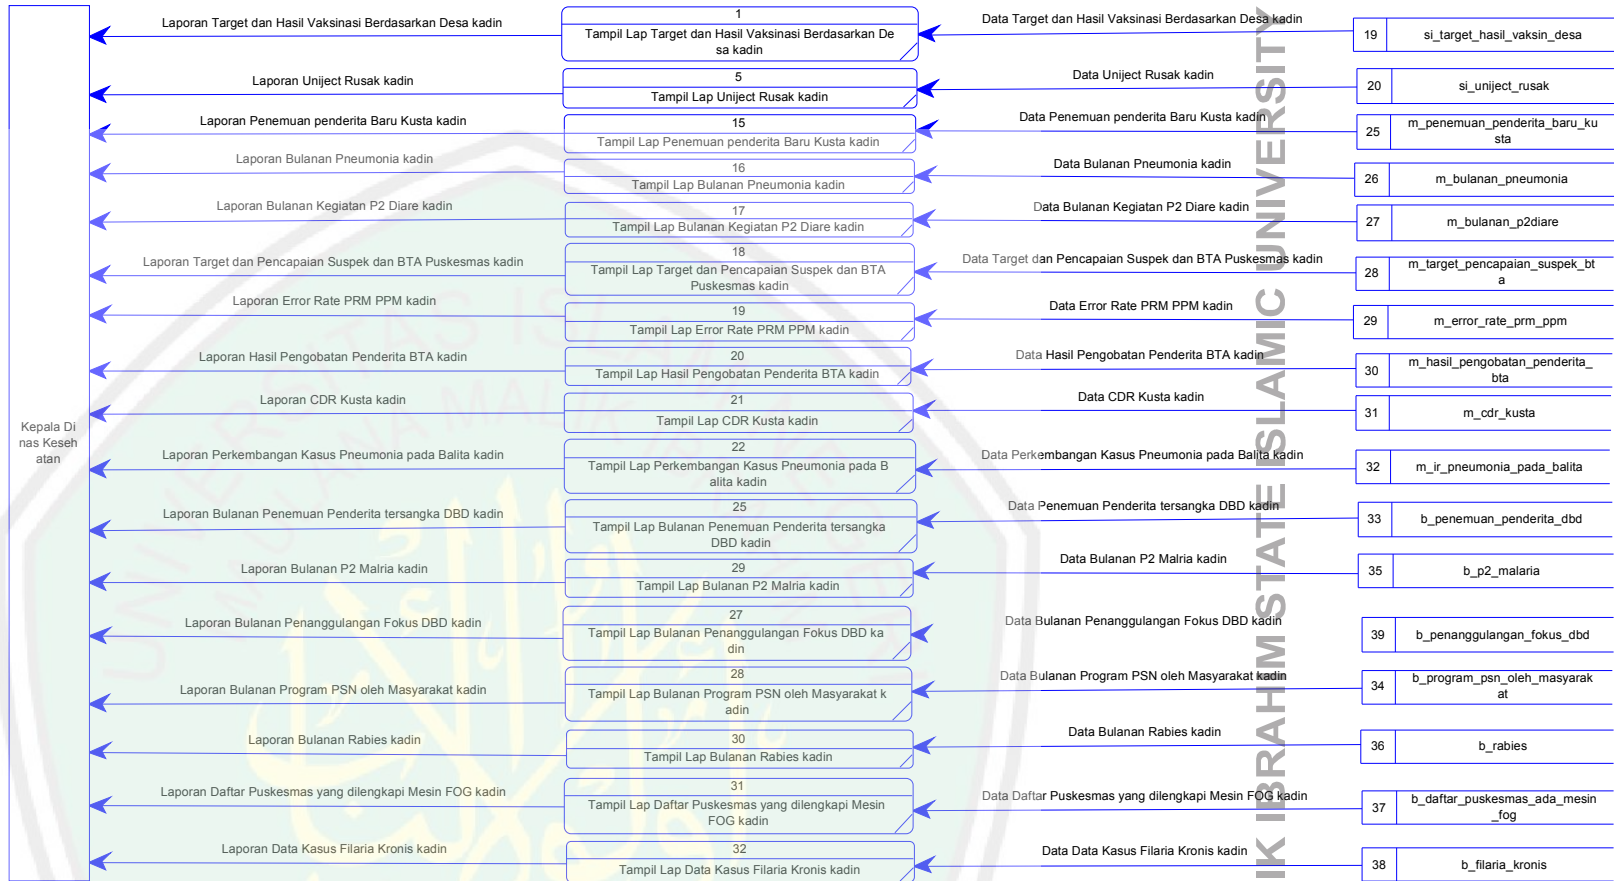 Kepala Di
nas Keseh
atan
Laporan Target dan Hasil Vaksinasi Berdasarkan Desa kadin
1
Tampil Lap Target dan Hasil Vaksinasi Berdasarkan De
sa kadin
Data Target dan Hasil Vaksinasi Berdasarkan Desa kadin
19
si_target_hasil_vaksin_desa
Laporan Uniject Rusak kadin
5
Tampil Lap Uniject Rusak kadin
Data Uniject Rusak kadin
20
si_uniject_rusak
Laporan Penemuan penderita Baru Kusta kadin
15
Tampil Lap Penemuan penderita Baru Kusta kadin
Data Penemuan penderita Baru Kusta kadin
25
m_penemuan_penderita_baru_ku
sta
Laporan Bulanan Pneumonia kadin
16
Tampil Lap Bulanan Pneumonia kadin
Data Bulanan Pneumonia kadin
26
m_bulanan_pneumonia
Laporan Bulanan Kegiatan P2 Diare kadin
17
Tampil Lap Bulanan Kegiatan P2 Diare kadin
Data Bulanan Kegiatan P2 Diare kadin
27
m_bulanan_p2diare
Laporan Target dan Pencapaian Suspek dan BTA Puskesmas kadin
18
Tampil Lap Target dan Pencapaian Suspek dan BTA
Puskesmas kadin
Data Target dan Pencapaian Suspek dan BTA Puskesmas kadin
28
m_target_pencapaian_suspek_bt
a
Laporan Error Rate PRM PPM kadin
19
Tampil Lap Error Rate PRM PPM kadin
Data Error Rate PRM PPM kadin
29
m_error_rate_prm_ppm
Laporan Hasil Pengobatan Penderita BTA kadin
20
Tampil Lap Hasil Pengobatan Penderita BTA kadin
Data Hasil Pengobatan Penderita BTA kadin
30
m_hasil_pengobatan_penderita_
bta
Laporan CDR Kusta kadin
21
Tampil Lap CDR Kusta kadin
Data CDR Kusta kadin
31
m_cdr_kusta
Laporan Perkembangan Kasus Pneumonia pada Balita kadin
22
Tampil Lap Perkembangan Kasus Pneumonia pada B
alita kadin
Data Perkembangan Kasus Pneumonia pada Balita kadin
32
m_ir_pneumonia_pada_balita
Laporan Bulanan Penemuan Penderita tersangka DBD kadin
25
Tampil Lap Bulanan Penemuan Penderita tersangka
DBD kadin
Data Penemuan Penderita tersangka DBD kadin
33
b_penemuan_penderita_dbd
Laporan Bulanan P2 Malria kadin
29
Tampil Lap Bulanan P2 Malria kadin
Data Bulanan P2 Malria kadin
35
b_p2_malaria
Laporan Bulanan Penanggulangan Fokus DBD kadin
27
Tampil Lap Bulanan Penanggulangan Fokus DBD ka
din
Data Bulanan Penanggulangan Fokus DBD kadin
39
b_penanggulangan_fokus_dbd
Laporan Bulanan Program PSN oleh Masyarakat kadin
28
Tampil Lap Bulanan Program PSN oleh Masyarakat k
adin
Data Bulanan Program PSN oleh Masyarakat kadin
34
b_program_psn_oleh_masyarak
at
Laporan Bulanan Rabies kadin
30
Tampil Lap Bulanan Rabies kadin
Data Bulanan Rabies kadin
36
b_rabies
Laporan Daftar Puskesmas yang dilengkapi Mesin FOG kadin
31
Tampil Lap Daftar Puskesmas yang dilengkapi Mesin
FOG kadin
Data Daftar Puskesmas yang dilengkapi Mesin FOG kadin
37
b_daftar_puskesmas_ada_mesin
_fog
Laporan Data Kasus Filaria Kronis kadin
32
Tampil Lap Data Kasus Filaria Kronis kadin
Data Data Kasus Filaria Kronis kadin
38
b_filaria_kronis
IK IBRAHIM STATE ISLAMIC UNIVERSITY
UNIVERSITAS ISLAM NEGERI
MAULANA MALIK IBRAHIM